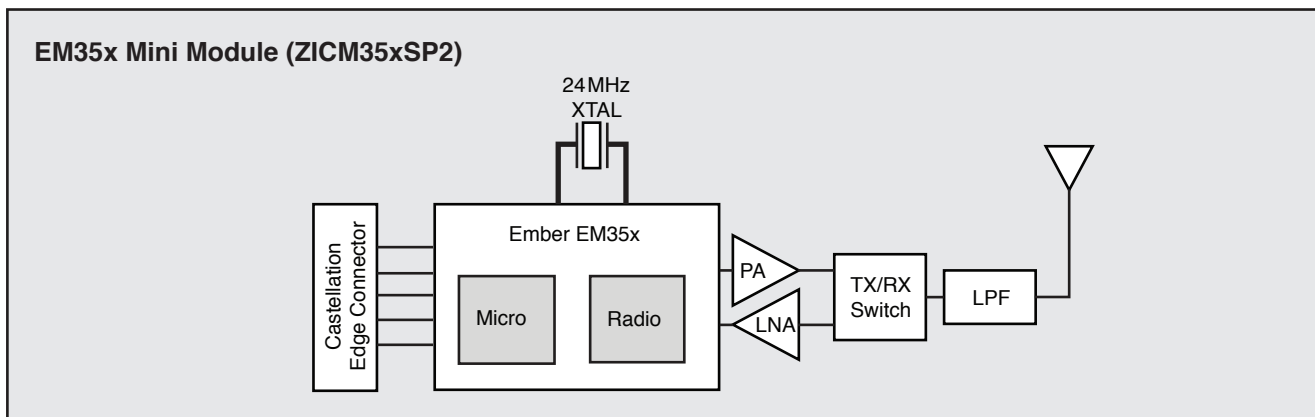 EM35x Mini Module (ZICM35xSP2)
24MHz
XTAL
Castellation
Edge Connector
Ember EM35x
Micro
Radio
PA
LNA
TX/RX
Switch
LPF